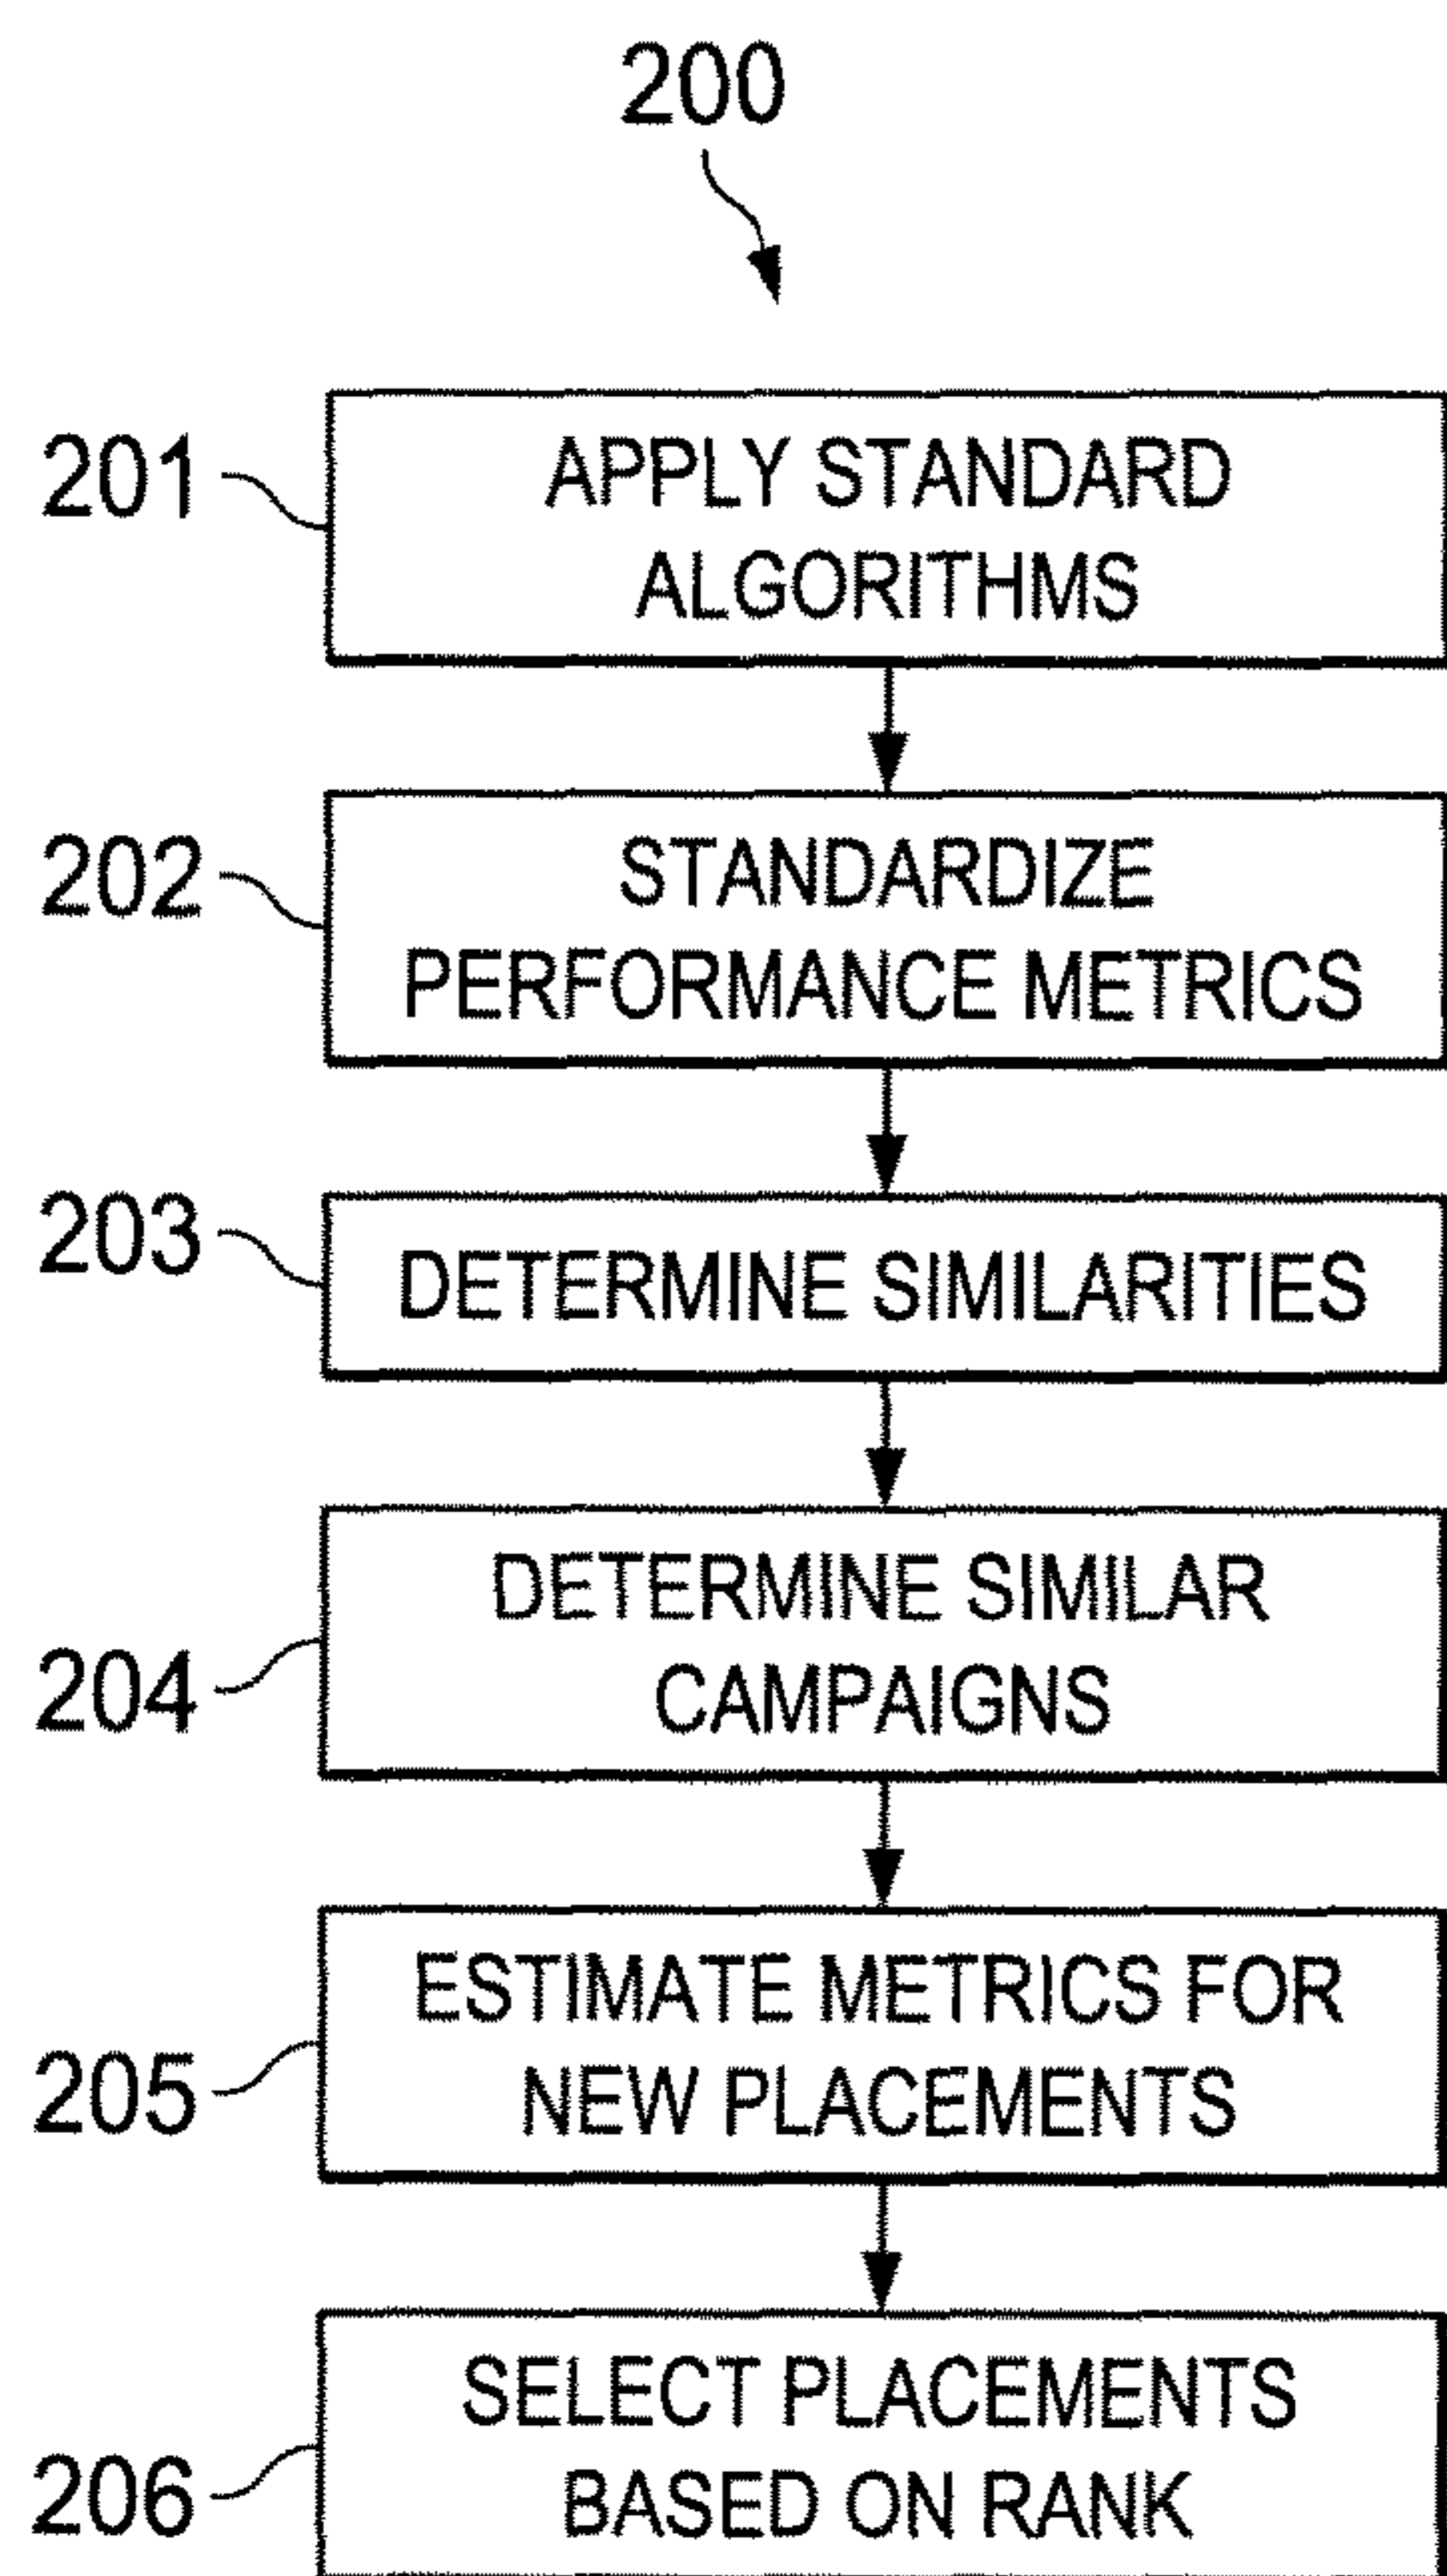 200
201
APPLY STANDARD
ALGORITHMS
202
STANDARDIZE
PERFORMANCE METRICS
203
DETERMINE SIMILARITIES
204
DETERMINE SIMILAR
CAMPAIGNS
205
ESTIMATE METRICS FOR
NEW PLACEMENTS
206
SELECT PLACEMENTS
BASED ON RANK